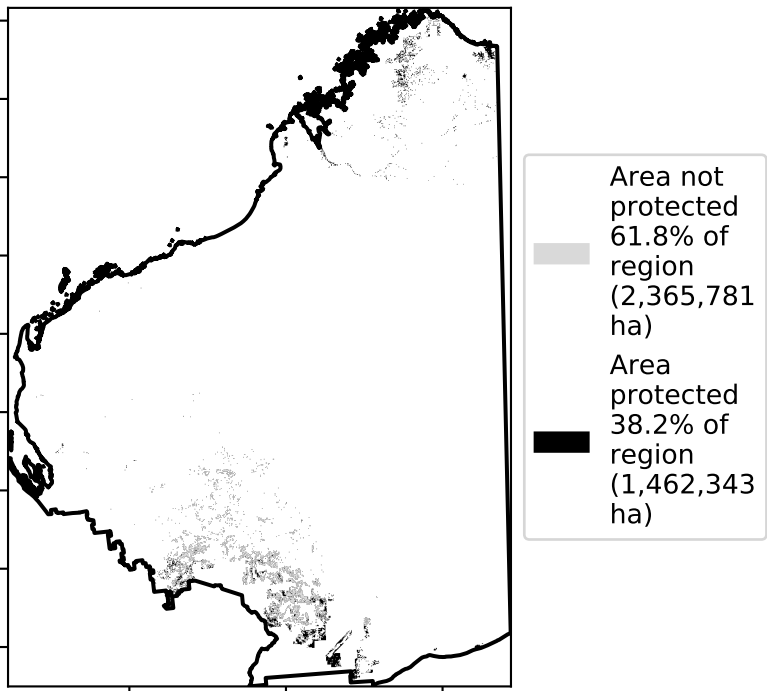 Area not
protected
61.8% of
region
(2,365,781
ha)
Area
protected
38.2% of
region
(1,462,343
ha)